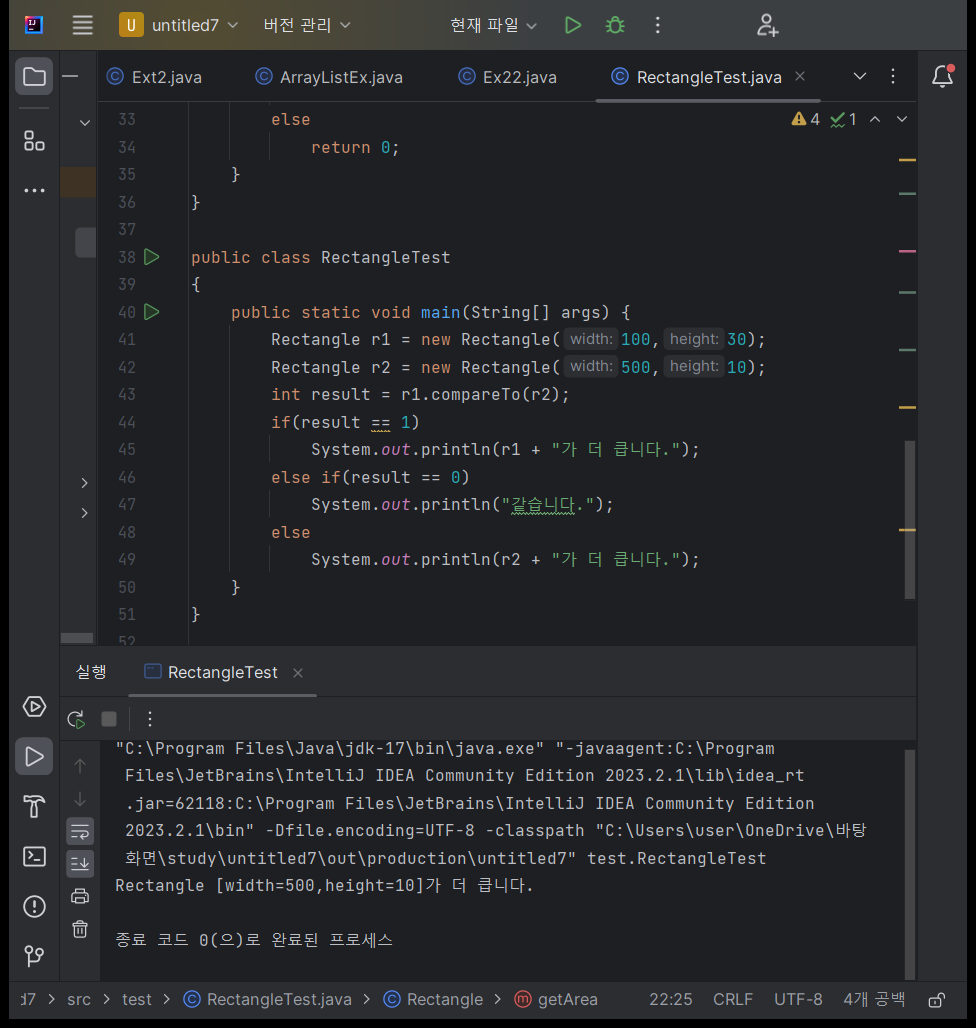 U untitled7 버전 관리 현재 파일
Ext2.java ArrayListEx.java Ex22.java RectangleTest.java
4 1
33 else
34 return 0;
35 }
36 }
37
38 public class RectangleTest
39 {
40 public static void main(String[] args) {
41 Rectangle r1 = new Rectangle( width: 100, height: 30);
42 Rectangle r2 = new Rectangle( width: 500, height: 10);
43 int result = r1.compareTo(r2);
44 if(result == 1)
45 System.out.println(r1 + "가 더 큽니다.");
46 else if(result == 0)
47 System.out.println("같습니다.");
48 else
49 System.out.println(r2 + "가 더 큽니다.");
50 }
51 }
52
실행 RectangleTest
"C:\Program Files\Java\jdk-17\bin\java.exe" "-javaagent:C:\Program
Files\JetBrains\IntelliJ IDEA Community Edition 2023.2.1\lib\idea_rt
.jar=62118:C:\Program Files\JetBrains\IntelliJ IDEA Community Edition
2023.2.1\bin" -Dfile.encoding=UTF-8 -classpath "C:\Users\user\OneDrive\바탕
화면\study\untitled7\out\production\untitled7" test.RectangleTest
Rectangle [width=500,height=10]가 더 큽니다.
종료 코드 0(으)로 완료된 프로세스
d7 > src > test > RectangleTest.java > Rectangle > getArea 22:25 CRLF UTF-8 4개 공백